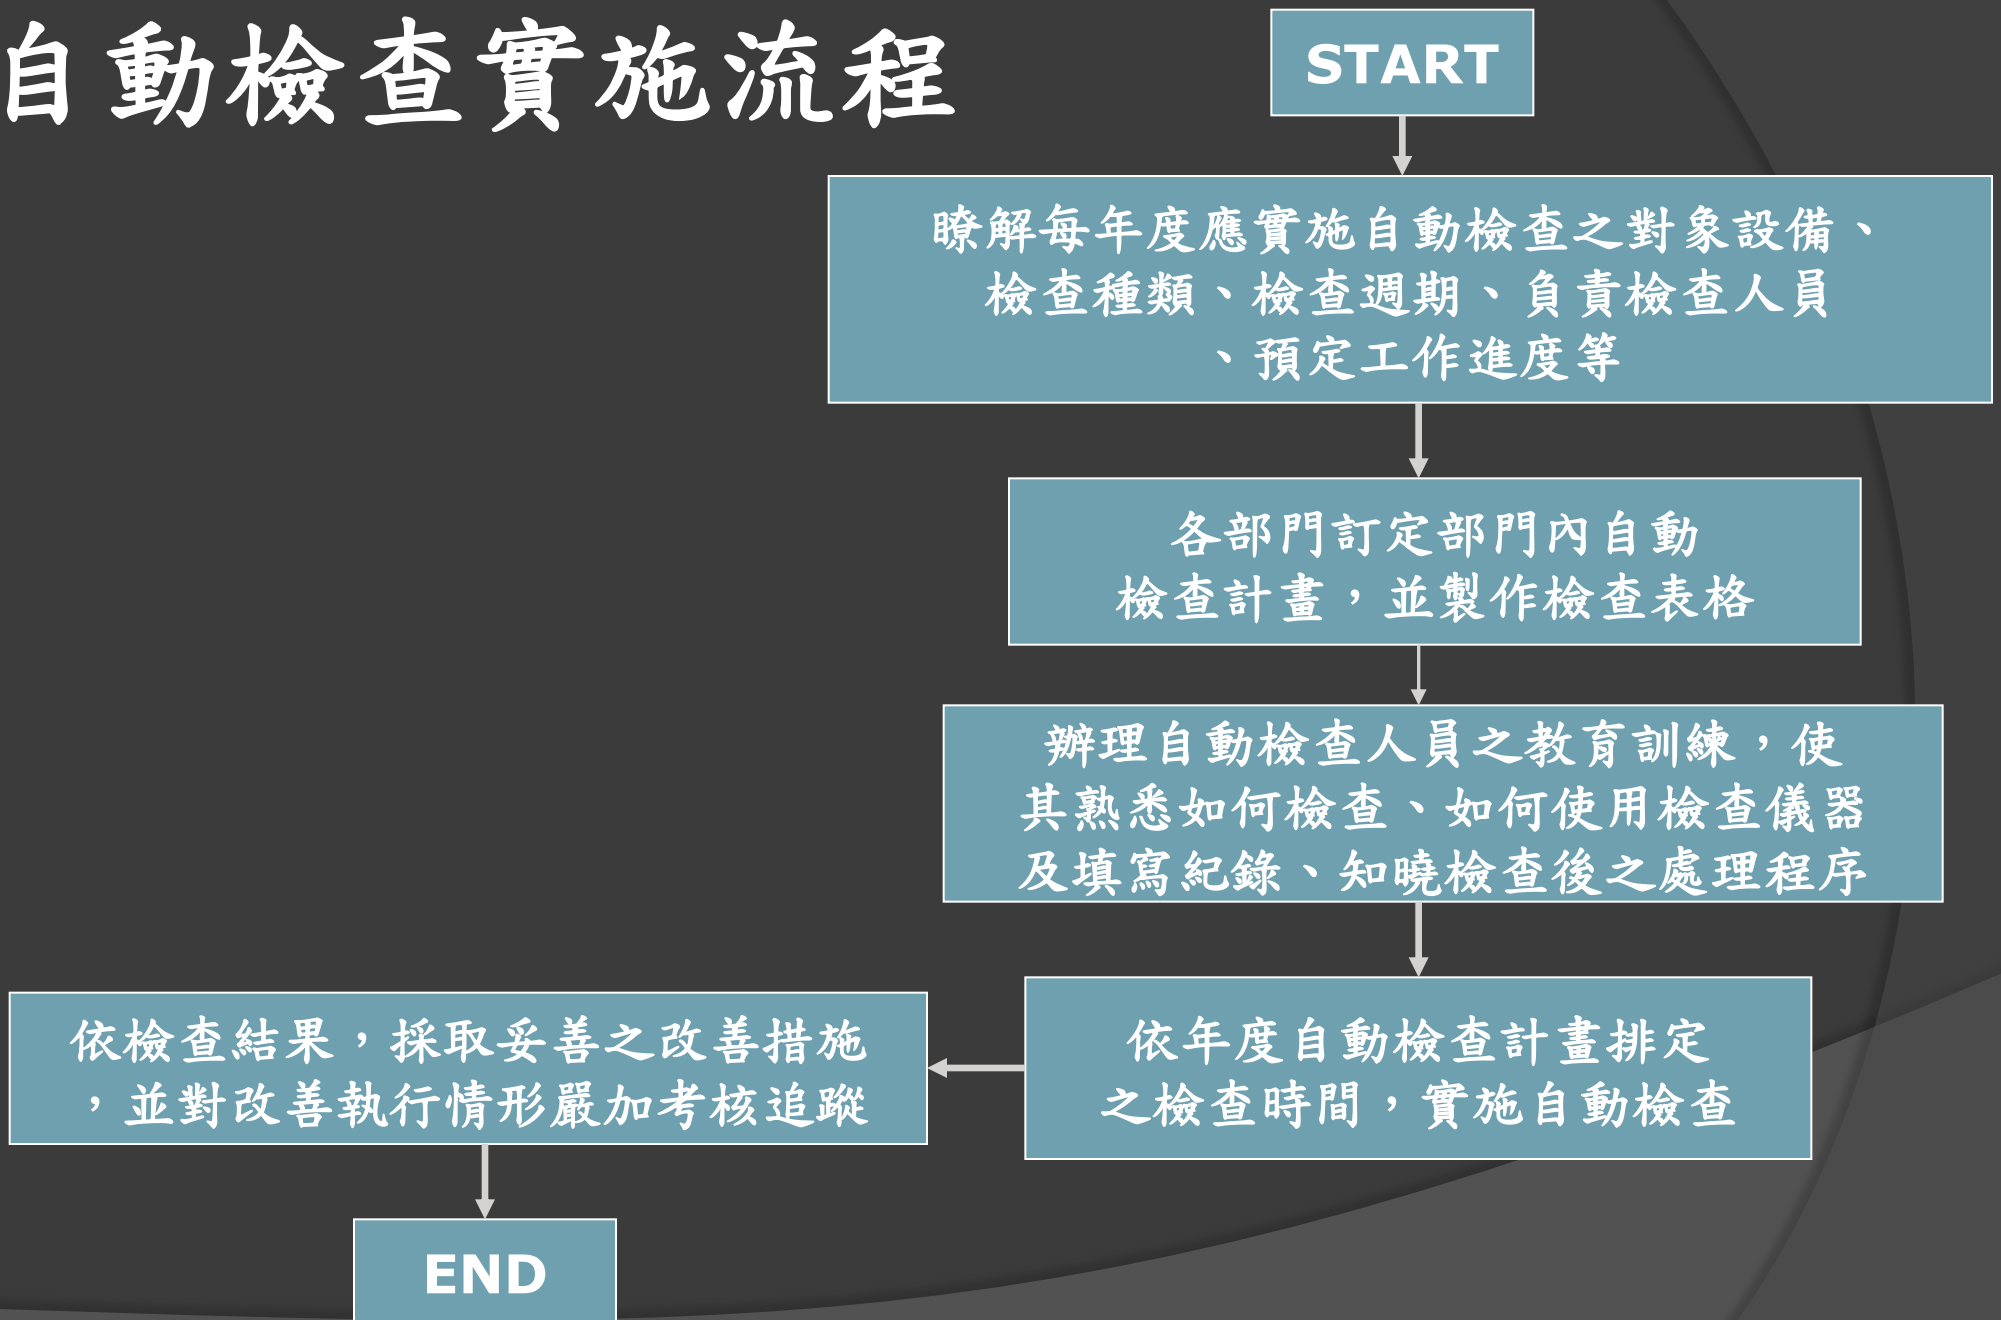 自動檢查實施流程
START
瞭解每年度應實施自動檢查之對象設備、
檢查種類、檢查週期、負責檢查人員
、預定工作進度等
各部門訂定部門內自動
檢查計畫，並製作檢查表格
辦理自動檢查人員之教育訓練，使
其熟悉如何檢查、如何使用檢查儀器
及填寫紀錄、知曉檢查後之處理程序
依年度自動檢查計畫排定
之檢查時間，實施自動檢查
依檢查結果，採取妥善之改善措施
，並對改善執行情形嚴加考核追蹤
END